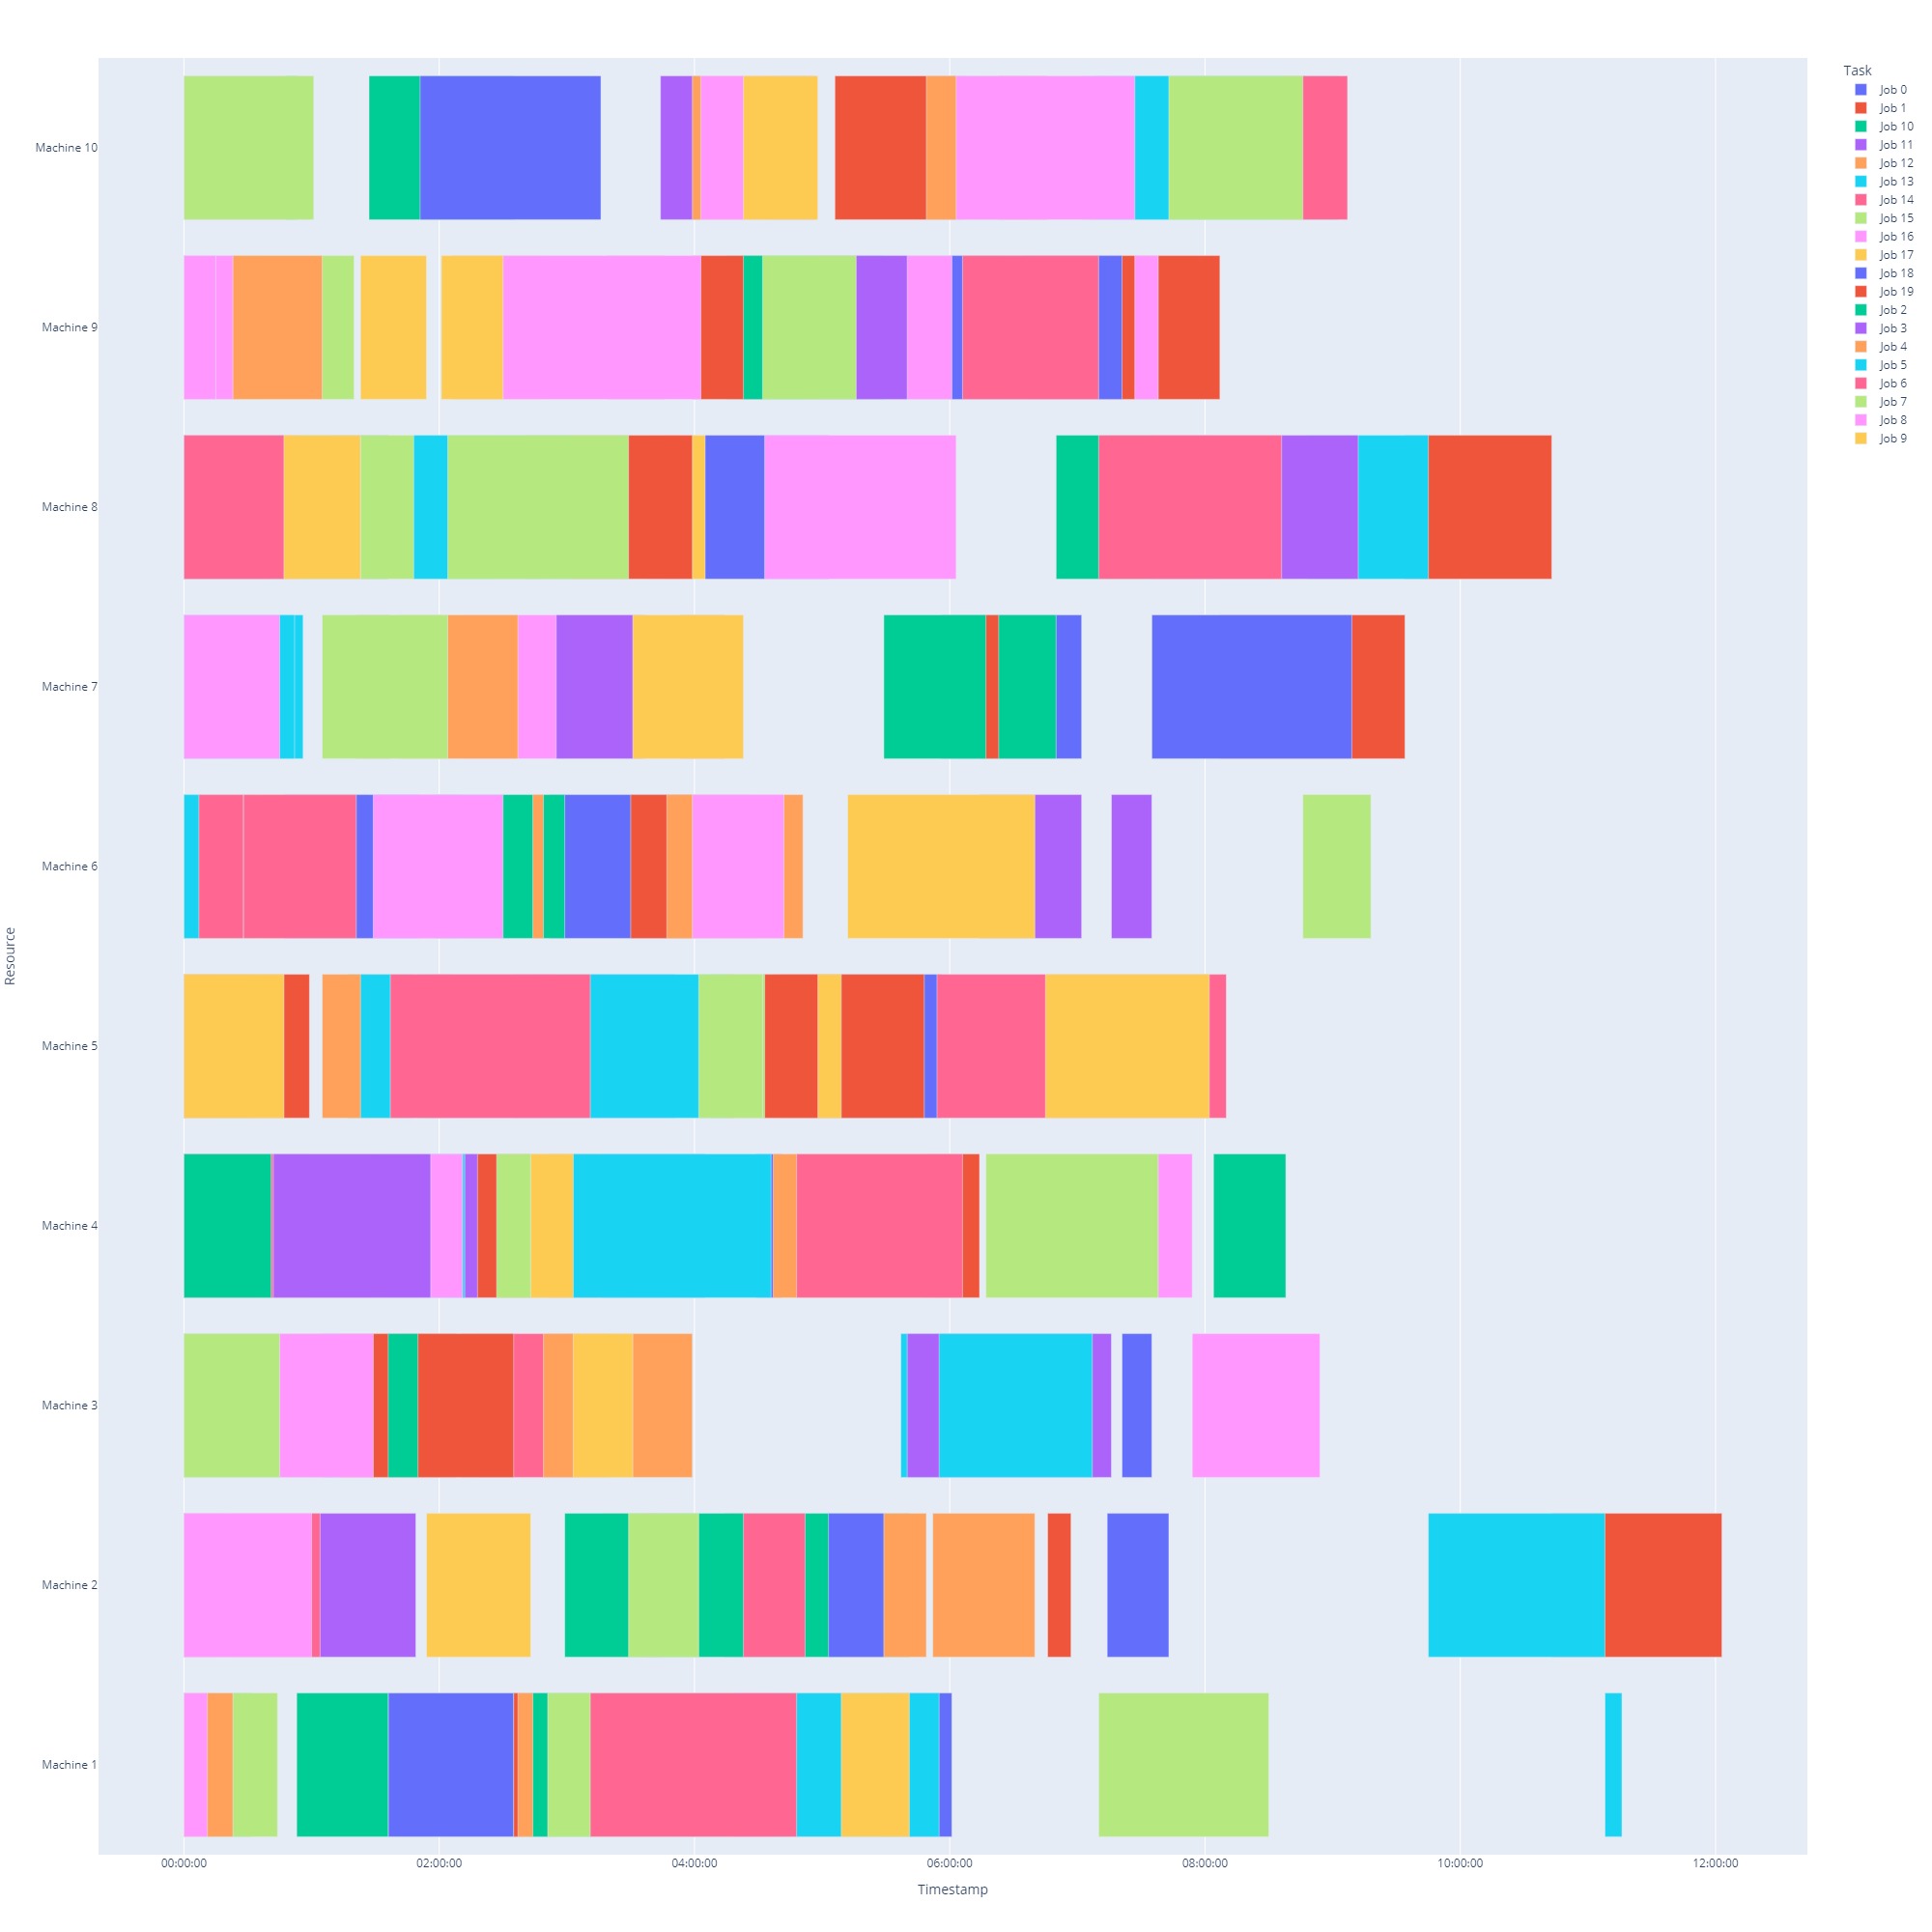 Task
Job 0
Job 1
Job 10
Job 11
Job 12
Job 13
Job 14
Job 15
Job 16
Job 17
Job 18
Job 19
Job 2
Job 3
Job 4
Job 5
Job 6
Job 7
Job 8
Job 9
Machine 10
Machine 9
Machine 8
Machine 7
Machine 6
Machine 5
Machine 4
Machine 3
Machine 2
Machine 1
Resource
00:00:00 02:00:00 04:00:00 06:00:00 08:00:00 10:00:00 12:00:00
Timestamp